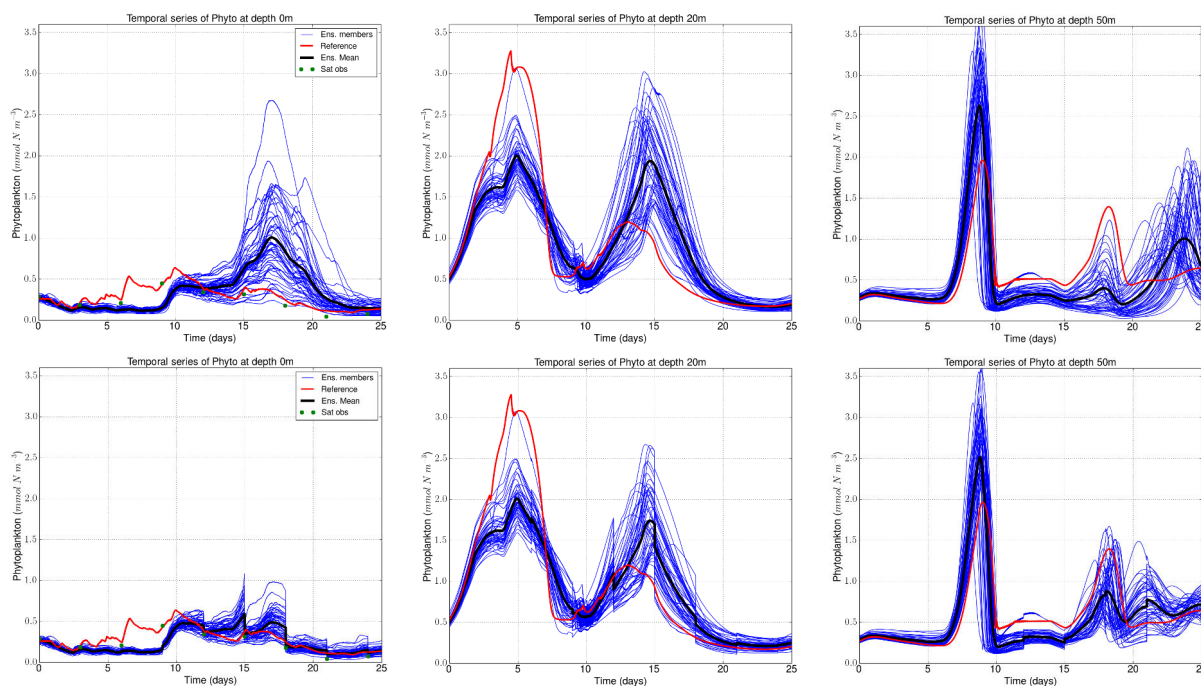 Temporal series of Phyto at depth 0m
Phytoplankton (mmol N m⁻³)
3.5
3.0
2.5
2.0
1.5
1.0
0.5
0.0
Ens. members
Reference
Ens. Mean
Sat obs
0 5 10 15 20 25
Time (days)
Temporal series of Phyto at depth 20m
Phytoplankton (mmol N m⁻³)
3.5
3.0
2.5
2.0
1.5
1.0
0.5
0.0
0 5 10 15 20 25
Time (days)
Temporal series of Phyto at depth 50m
Phytoplankton (mmol N m⁻³)
3.5
3.0
2.5
2.0
1.5
1.0
0.5
0.0
0 5 10 15 20 25
Time (days)
Temporal series of Phyto at depth 0m
Phytoplankton (mmol N m⁻³)
3.5
3.0
2.5
2.0
1.5
1.0
0.5
0.0
Ens. members
Reference
Ens. Mean
Sat obs
0 5 10 15 20 25
Time (days)
Temporal series of Phyto at depth 20m
Phytoplankton (mmol N m⁻³)
3.5
3.0
2.5
2.0
1.5
1.0
0.5
0.0
0 5 10 15 20 25
Time (days)
Temporal series of Phyto at depth 50m
Phytoplankton (mmol N m⁻³)
3.5
3.0
2.5
2.0
1.5
1.0
0.5
0.0
0 5 10 15 20 25
Time (days)